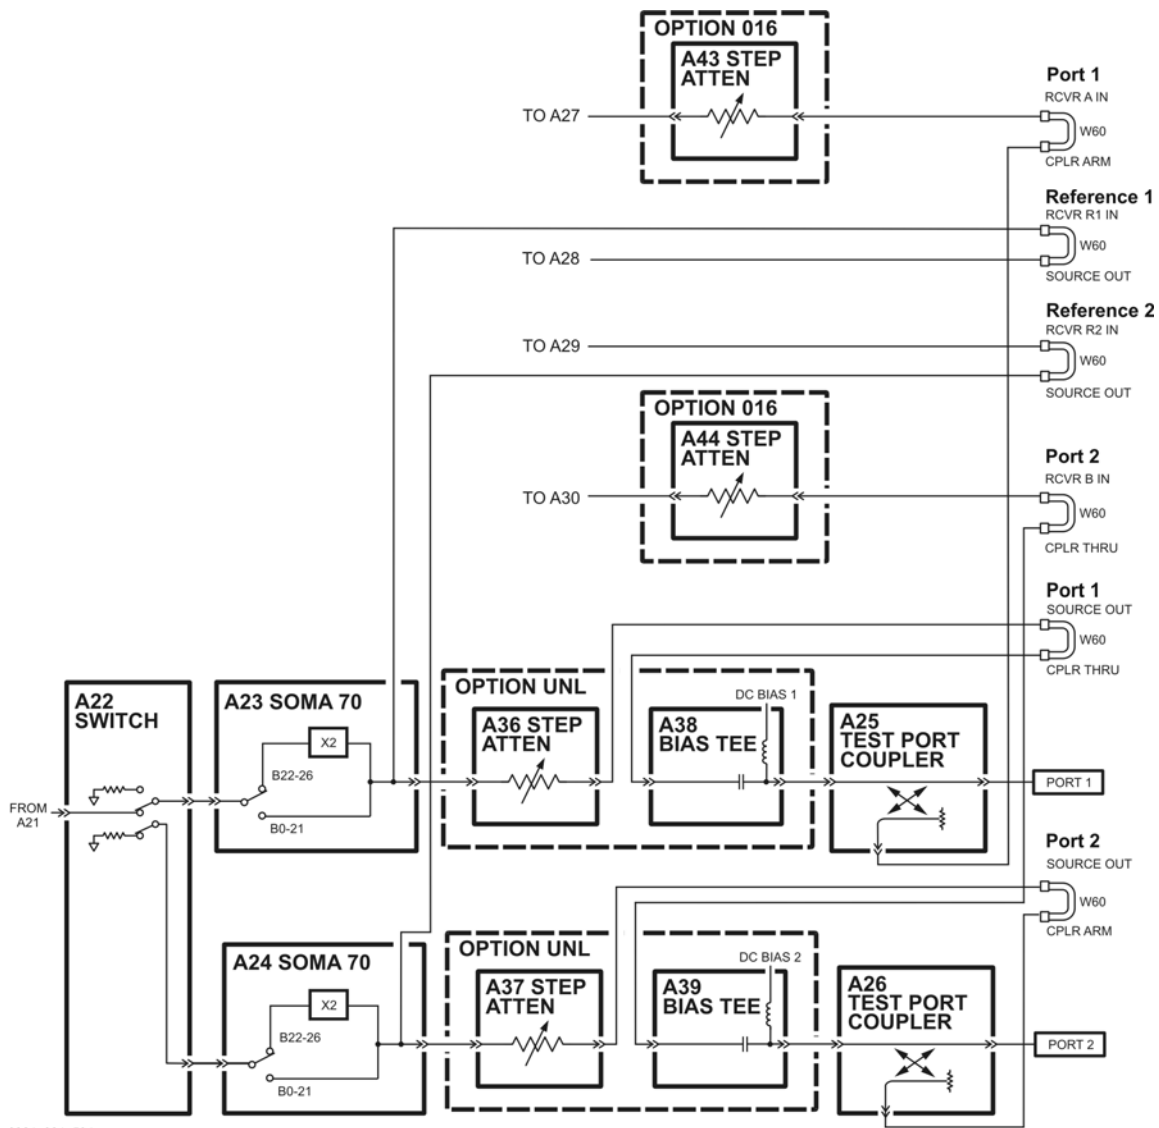 OPTION 016
A43 STEP
ATTEN
TO A27
Port 1
RCVR A IN
W60
CPLR ARM
Reference 1
RCVR R1 IN
W60
TO A28
SOURCE OUT
Reference 2
RCVR R2 IN
TO A29
W60
SOURCE OUT
OPTION 016
A44 STEP
ATTEN
TO A30
Port 2
RCVR B IN
W60
CPLR THRU
Port 1
SOURCE OUT
W60
CPLR THRU
A22
SWITCH
FROM
A21
A23 SOMA 70
X2
B22-26
B0-21
OPTION UNL
A36 STEP
ATTEN
DC BIAS 1
A38
BIAS TEE
A25
TEST PORT
COUPLER
PORT 1
Port 2
SOURCE OUT
W60
CPLR ARM
A24 SOMA 70
X2
B22-26
B0-21
OPTION UNL
A37 STEP
ATTEN
DC BIAS 2
A39
BIAS TEE
A26
TEST PORT
COUPLER
PORT 2